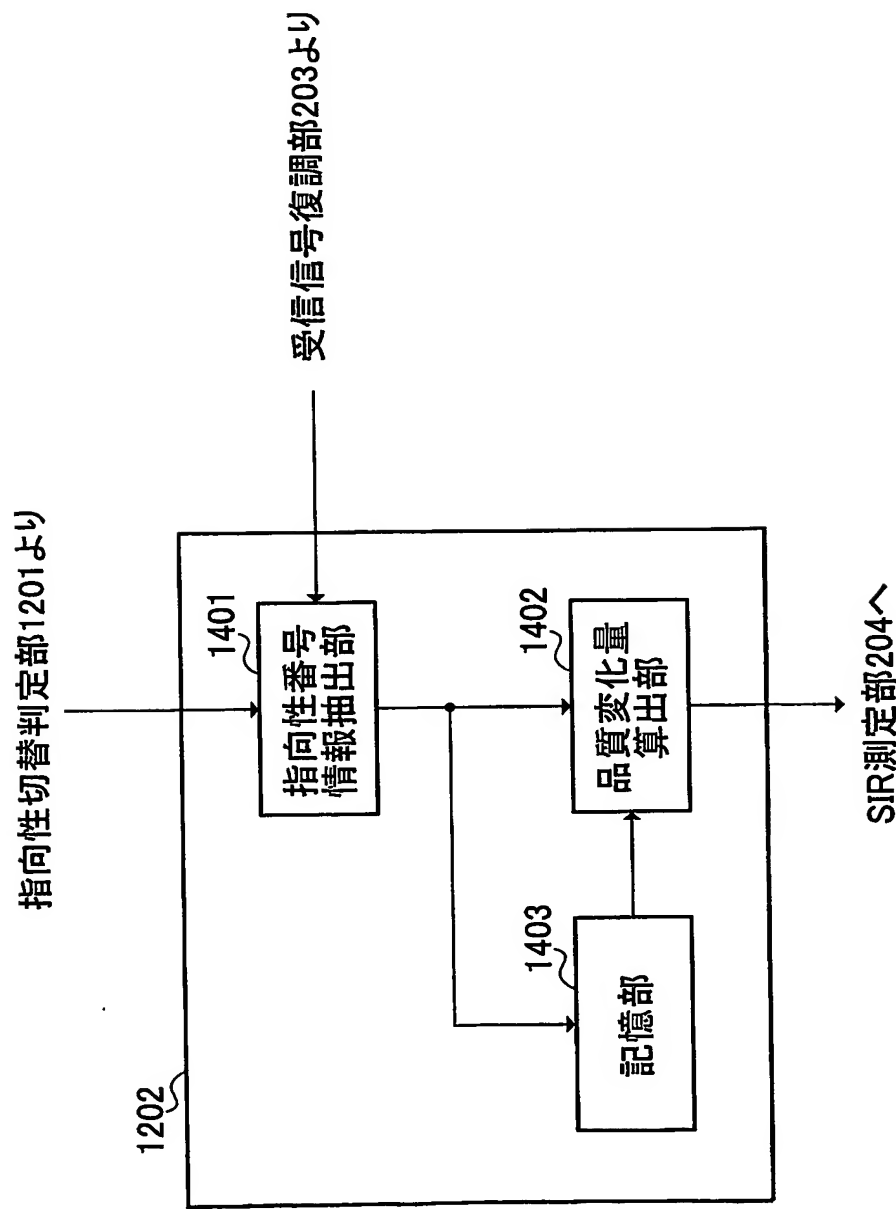 指向性切替判定部1201より
受信信号復調部203より
1202
1401
指向性番号
情報抽出部
1402
品質変化量
算出部
1403
記憶部
SIR測定部204へ